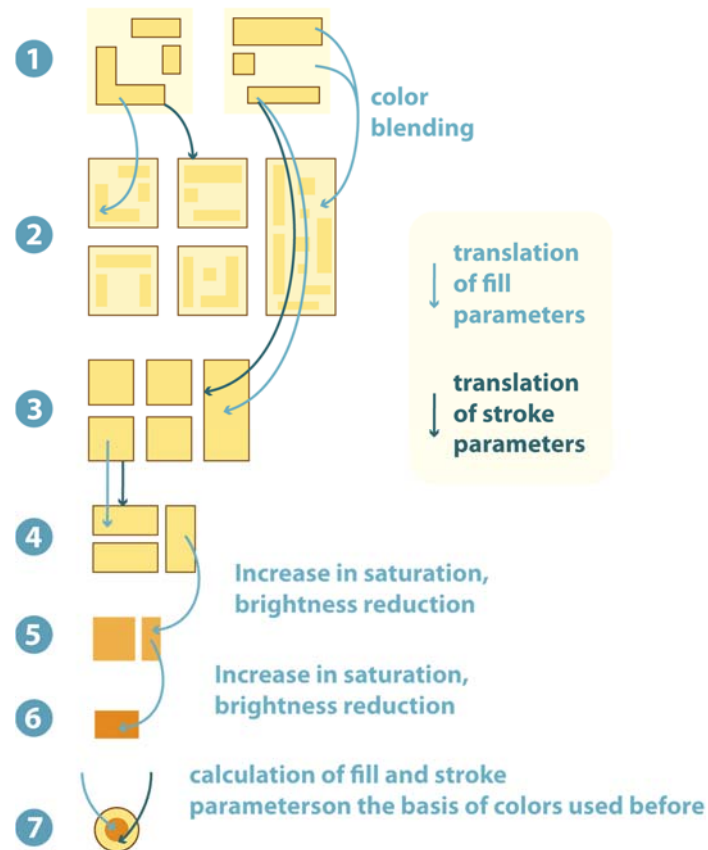 1
color
blending
2
translation
of fill
parameters
3
translation
of stroke
parameters
4
Increase in saturation,
brightness reduction
5
Increase in saturation,
brightness reduction
6
calculation of fill and stroke
parameterson the basis of colors used before
7